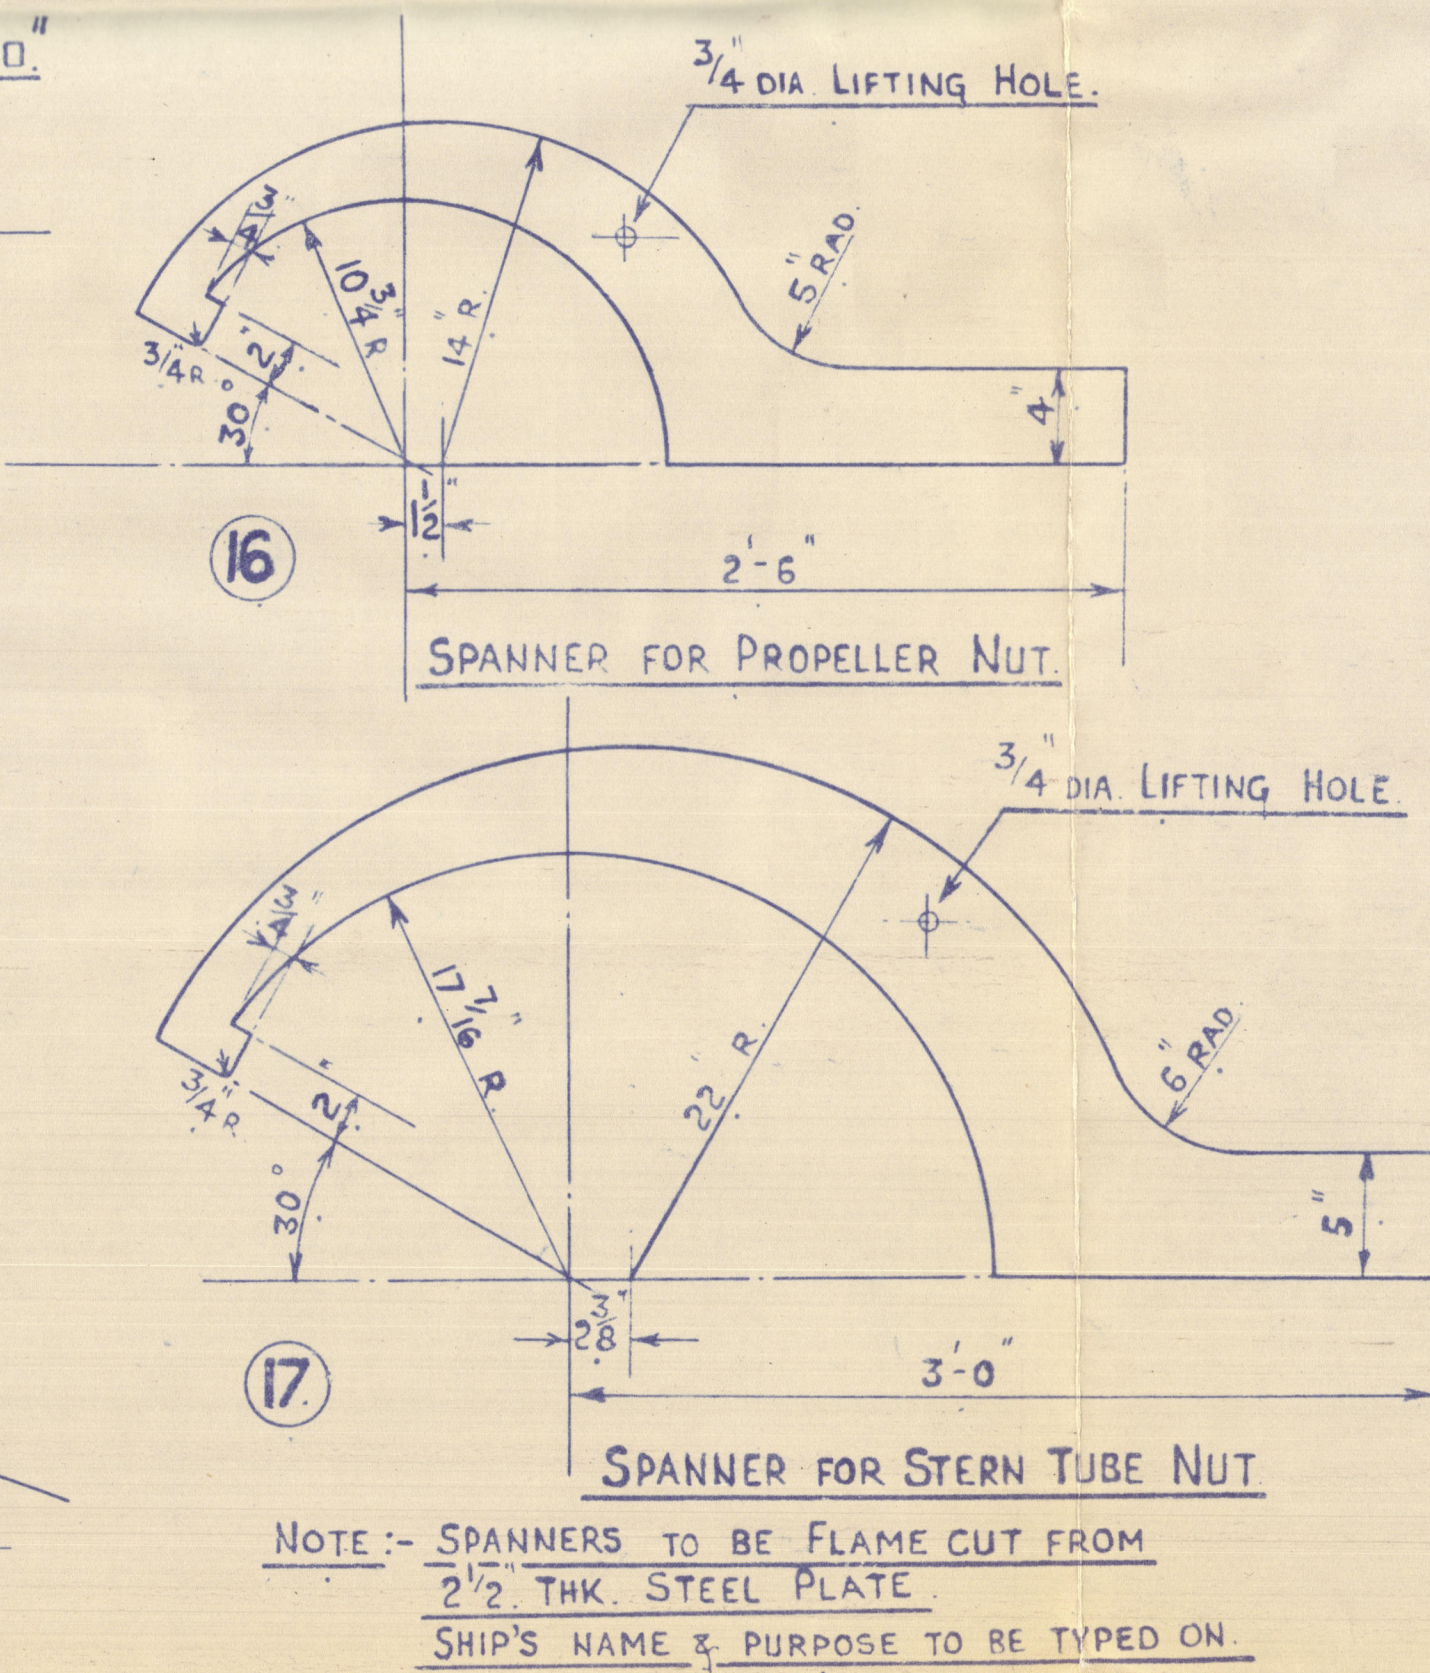 O."
3/4" DIA. LIFTING HOLE.
3/4"
10 3/4" R
14" R.
5" RAD.
3/4" R.
2"
30°
4"
1 1/2"
16
2'-6"
SPANNER FOR PROPELLER NUT.
3/4" DIA. LIFTING HOLE.
3/4"
17 7/16" R.
22" R.
6" RAD
3/4" R.
2"
30°
5"
2 3/8"
17.
3'-0"
SPANNER FOR STERN TUBE NUT.
NOTE:- SPANNERS TO BE FLAME CUT FROM
2 1/2" THK. STEEL PLATE.
SHIP'S NAME & PURPOSE TO BE TYPED ON.